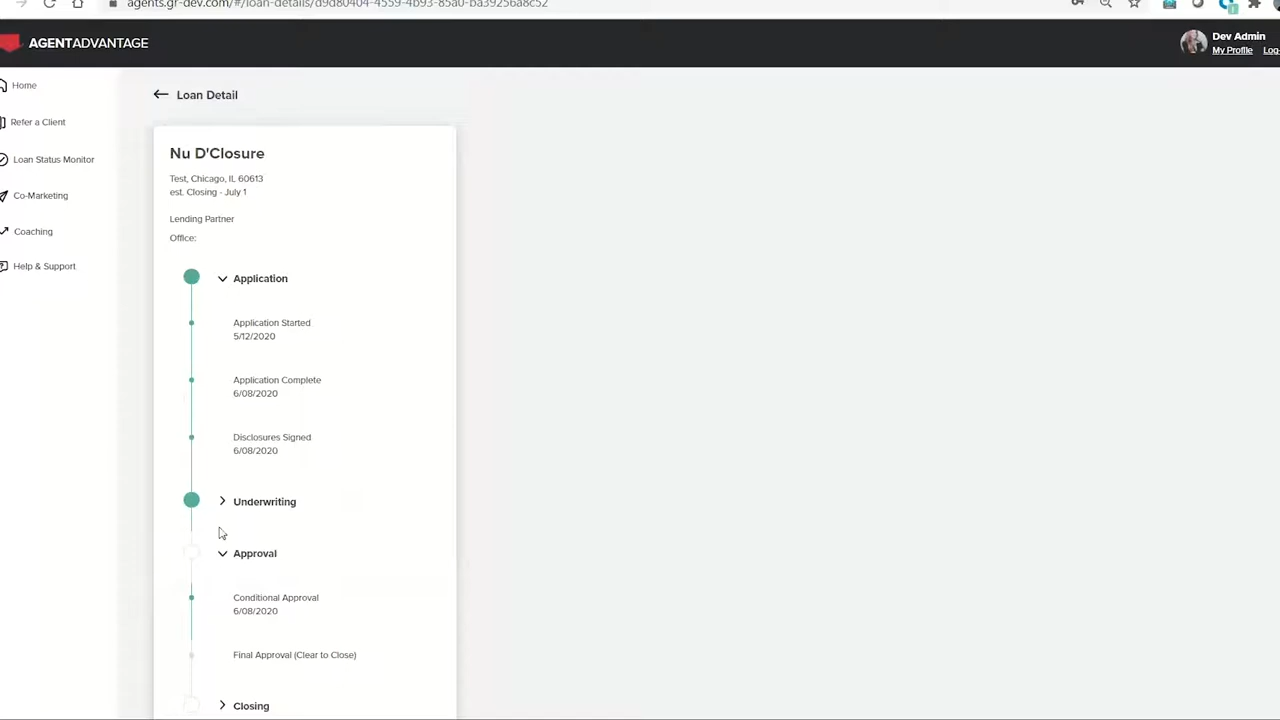 agents.gr-dev.com/#/loan-details/d9d80404-4559-4b93-85a0-ba39256a8c52
AGENTADVANTAGE
Dev Admin
My Profile
Home
Refer a Client
Loan Status Monitor
Co-Marketing
Coaching
Help & Support
Loan Detail
Nu D'Closure
Test, Chicago, IL 60613
est. Closing - July 1
Lending Partner
Office:
Application
Application Started
5/12/2020
Application Complete
6/08/2020
Disclosures Signed
6/08/2020
Underwriting
Approval
Conditional Approval
6/08/2020
Final Approval (Clear to Close)
Closing